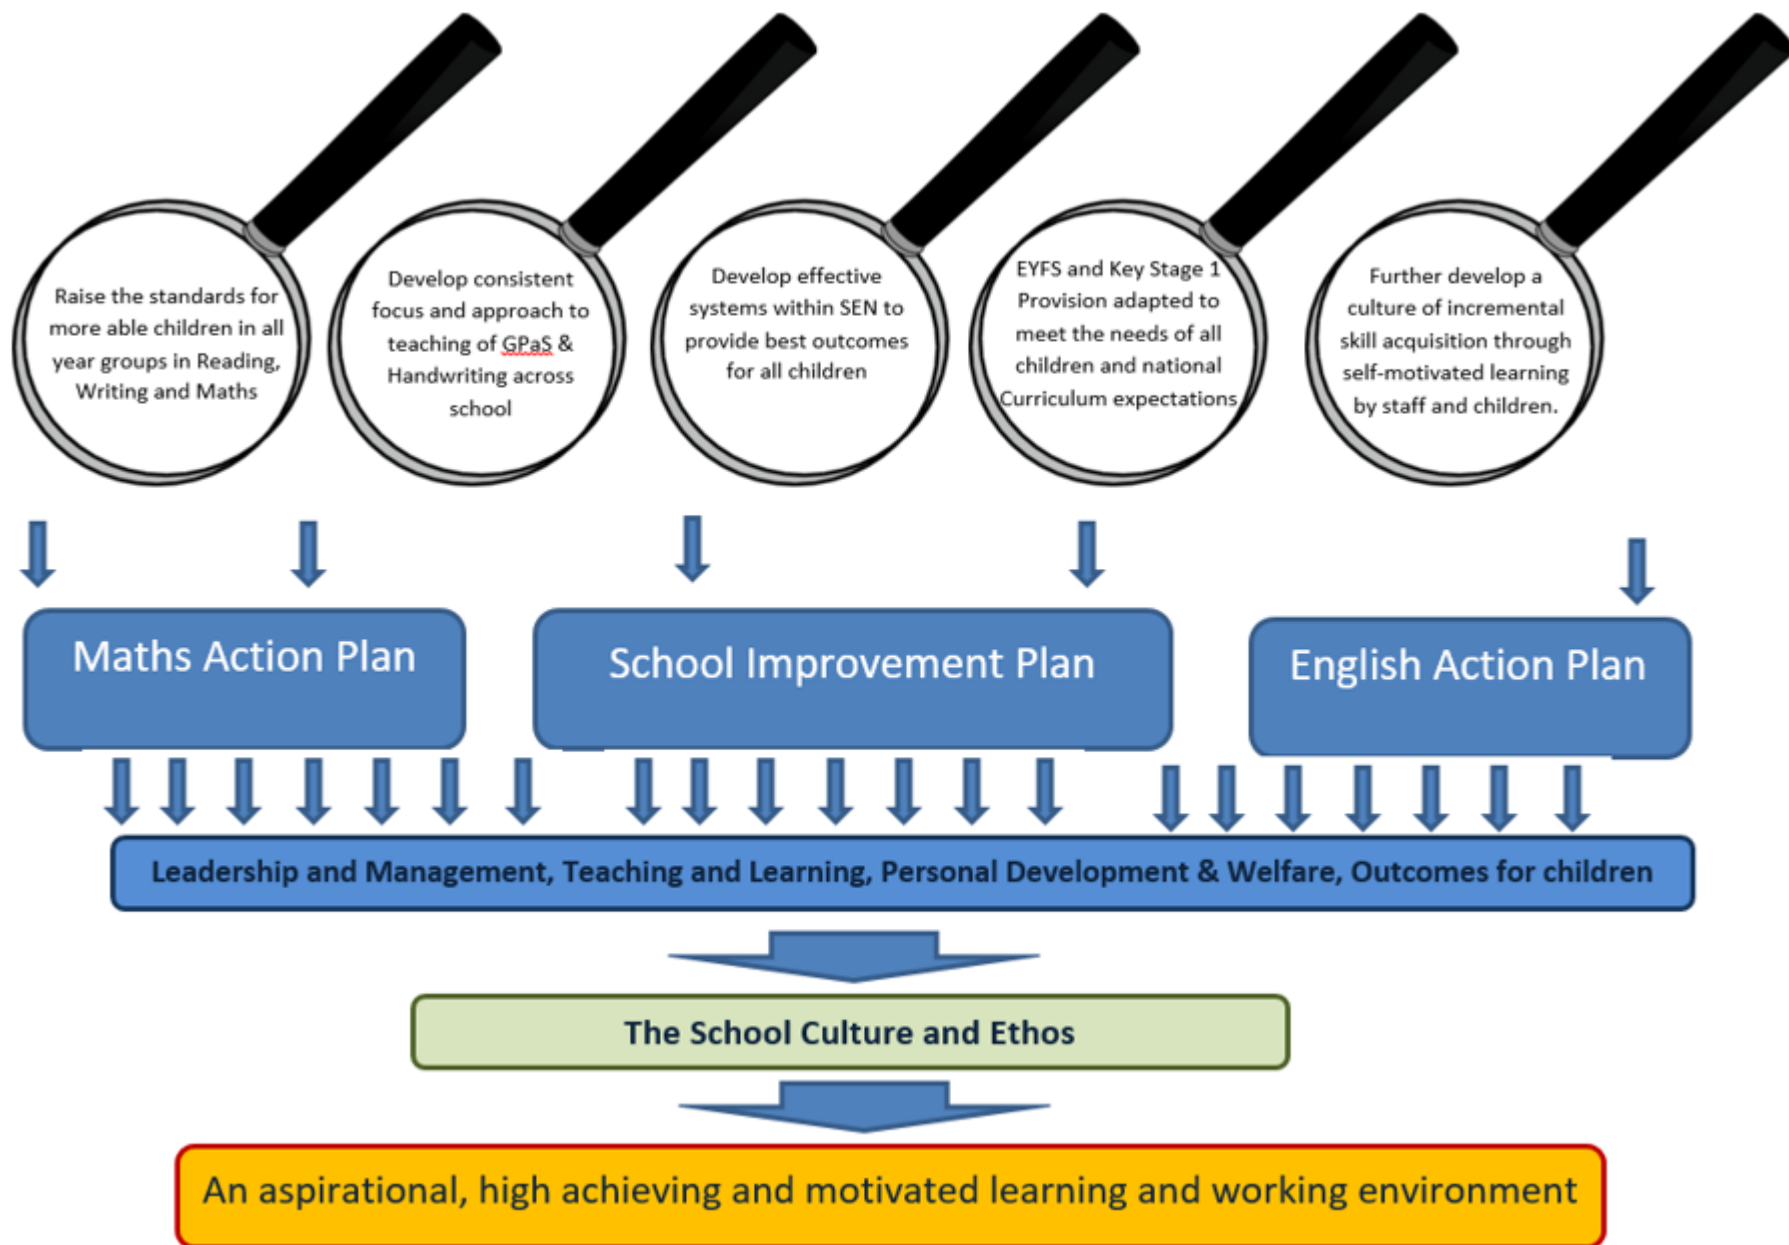 Raise the standards for
more able children in all
year groups in Reading,
Writing and Maths
Develop consistent
focus and approach to
teaching of GPaS &
Handwriting across
school
Develop effective
systems within SEN to
provide best outcomes
for all children
EYFS and Key Stage 1
Provision adapted to
meet the needs of all
children and national
Curriculum expectations
Further develop a
culture of incremental
skill acquisition through
self-motivated learning
by staff and children.
Maths Action Plan
School Improvement Plan
English Action Plan
Leadership and Management, Teaching and Learning, Personal Development & Welfare, Outcomes for children
The School Culture and Ethos
An aspirational, high achieving and motivated learning and working environment